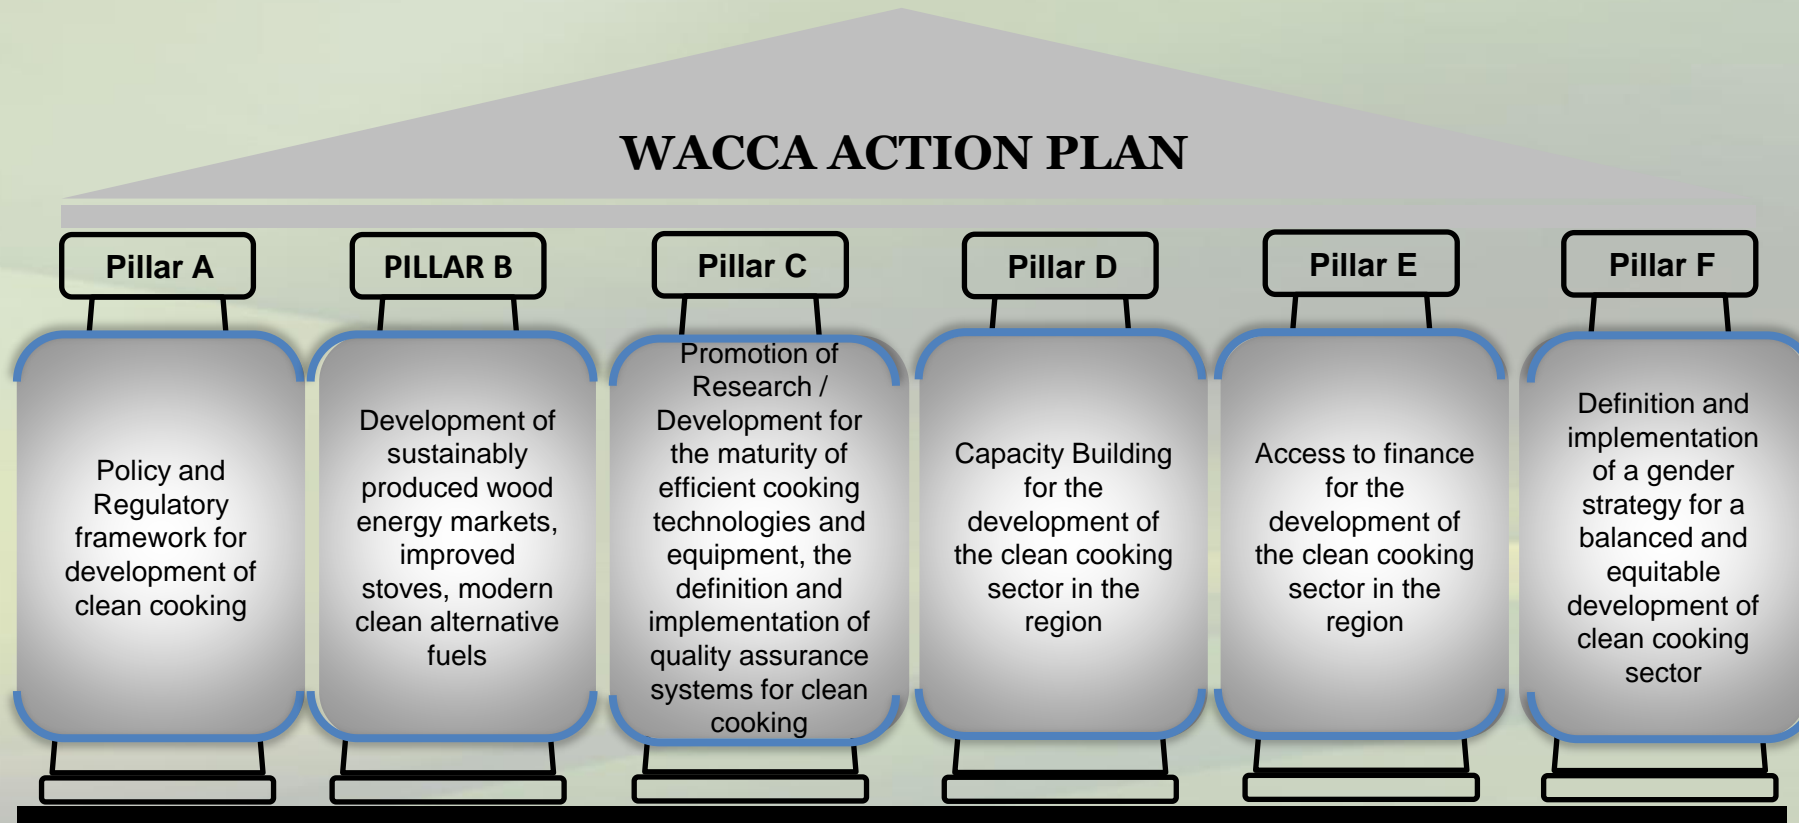 WACCA ACTION PLAN
Pillar A
Policy and
Regulatory
framework for
development of
clean cooking
PILLAR B
Development of
sustainably
produced wood
energy markets,
improved
stoves, modern
clean alternative
fuels
Pillar C
Promotion of
Research /
Development for
the maturity of
efficient cooking
technologies and
equipment, the
definition and
implementation of
quality assurance
systems for clean
cooking
Pillar D
Capacity Building
for the
development of
the clean cooking
sector in the
region
Pillar E
Access to finance
for the
development of
the clean cooking
sector in the
region
Pillar F
Definition and
implementation
of a gender
strategy for a
balanced and
equitable
development of
clean cooking
sector